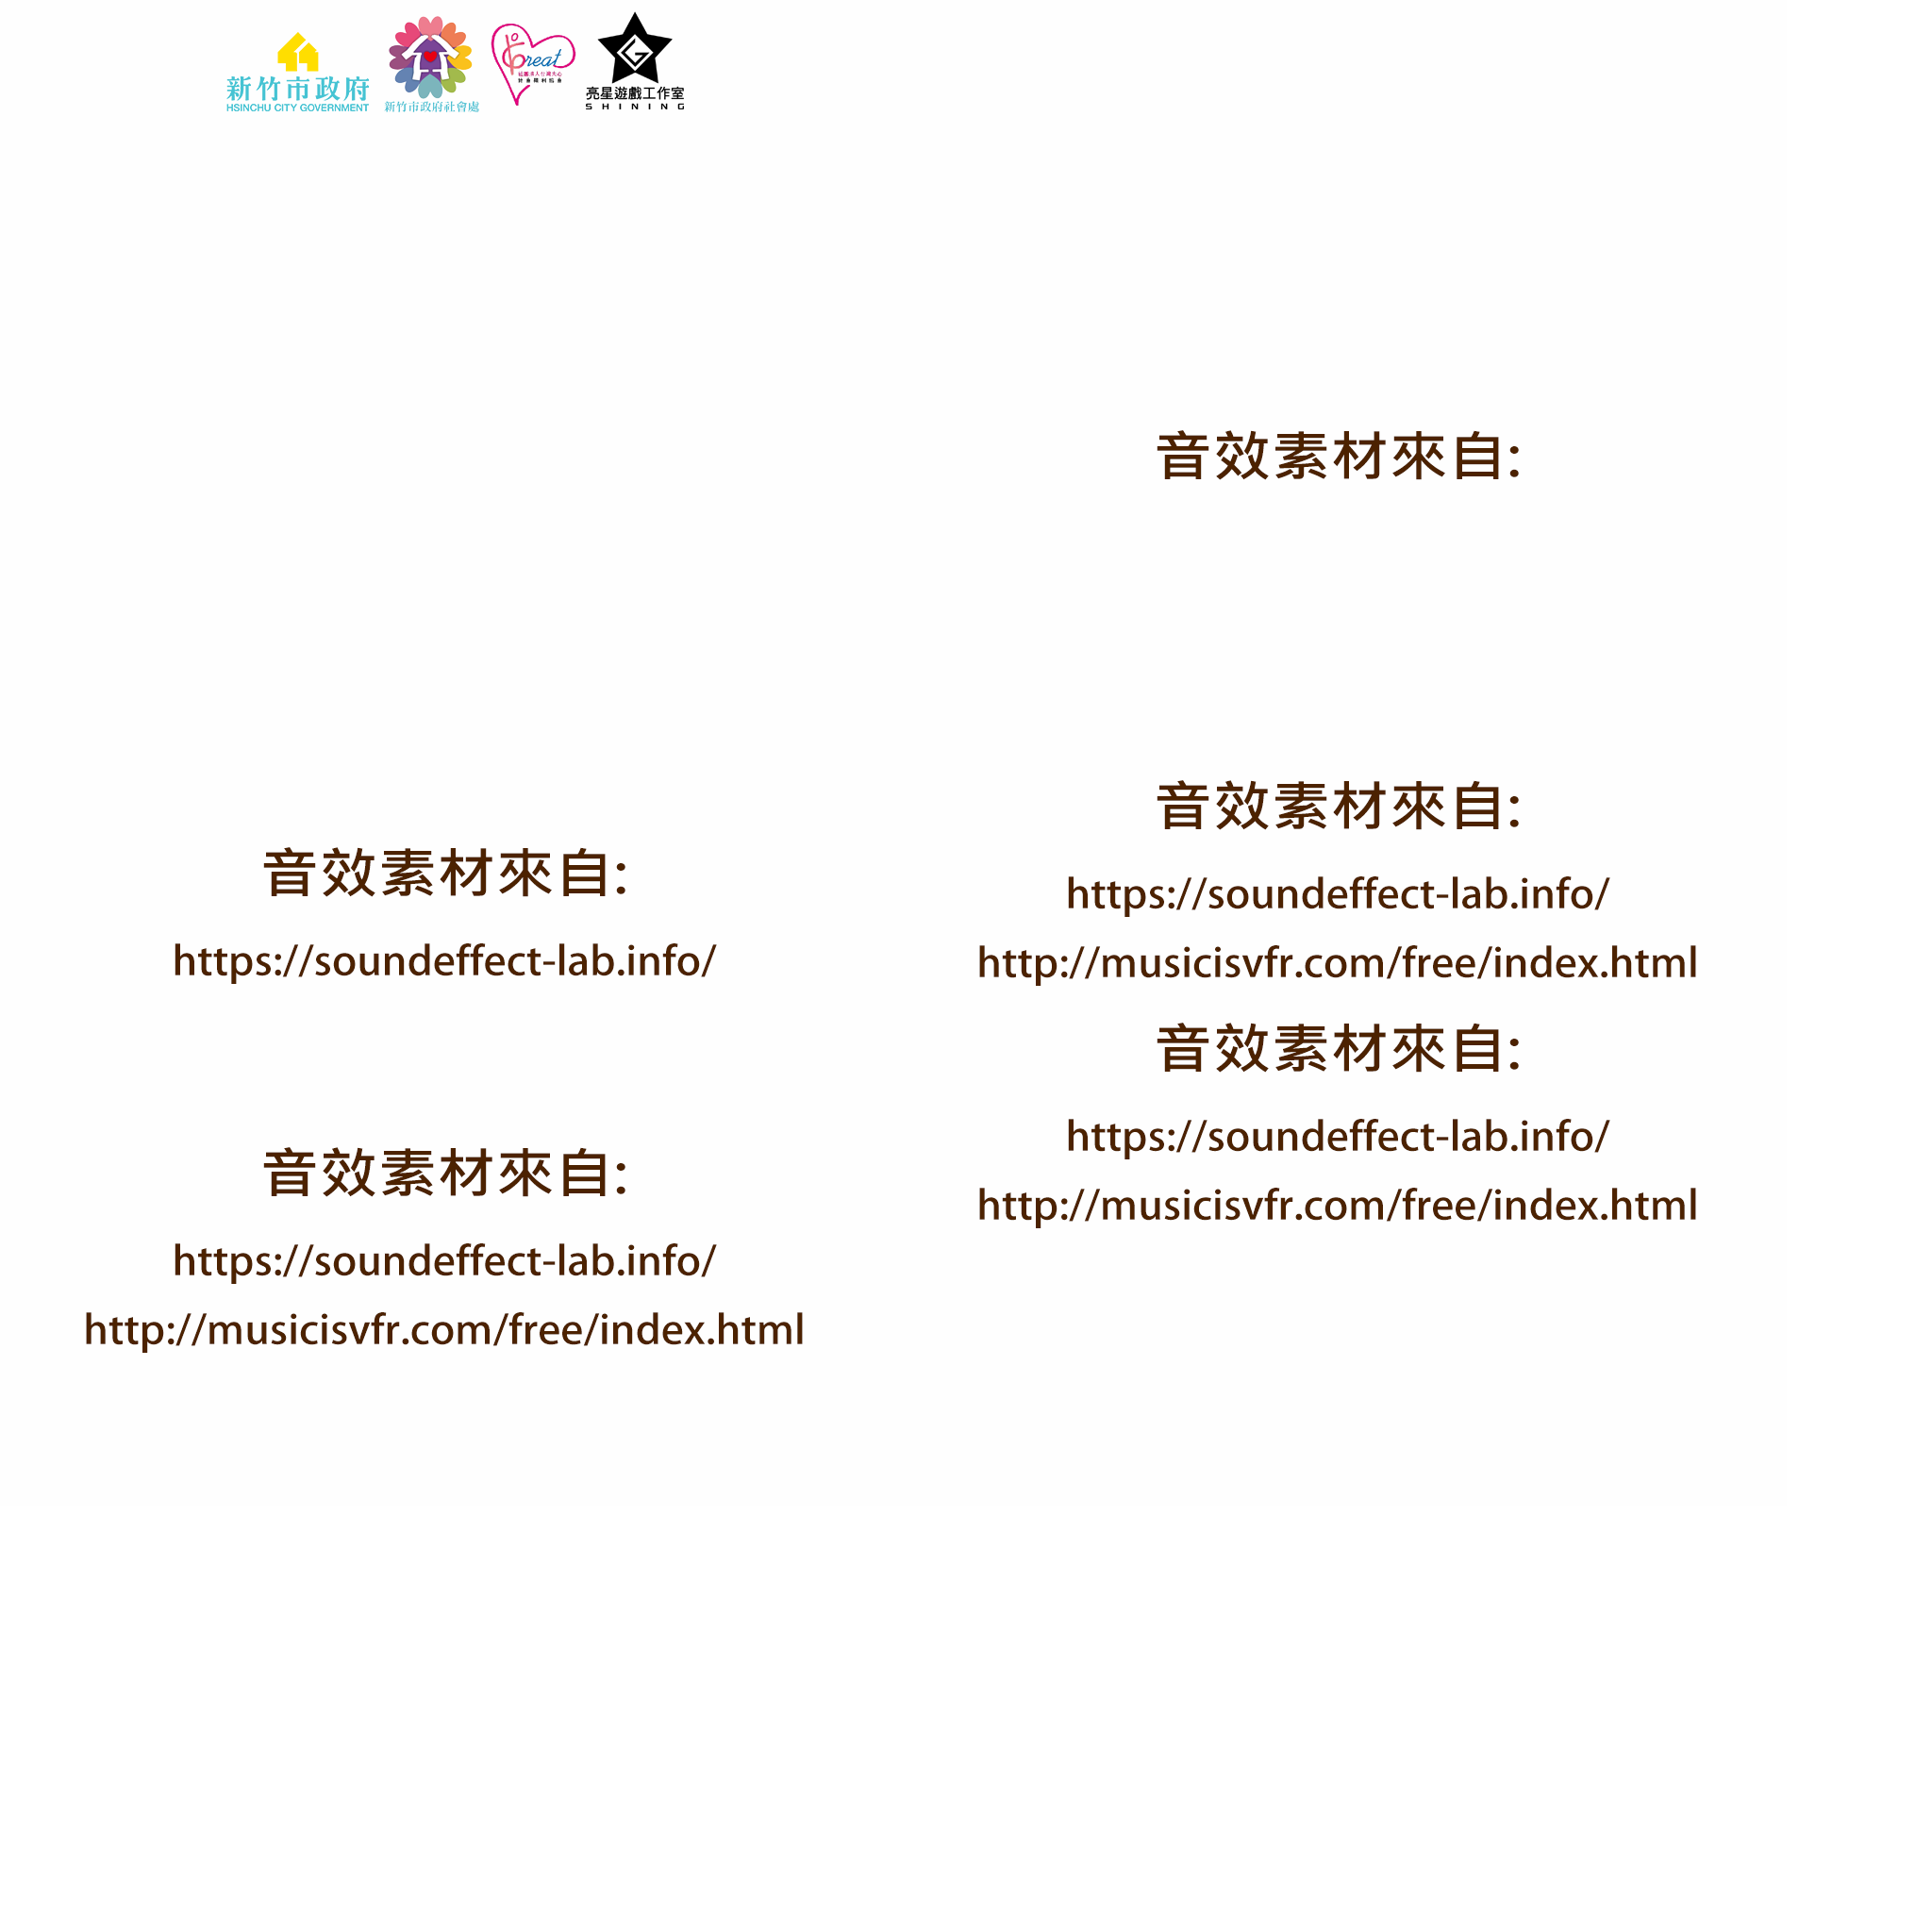 新竹市政府
HSINCHU CITY GOVERNMENT
新竹市政府社會處
Great
亮星遊戲工作室
SHINING
音效素材來自:
音效素材來自:
https://soundeffect-lab.info/
http://musicisvfr.com/free/index.html
音效素材來自:
https://soundeffect-lab.info/
音效素材來自:
https://soundeffect-lab.info/
http://musicisvfr.com/free/index.html
音效素材來自:
https://soundeffect-lab.info/
http://musicisvfr.com/free/index.html